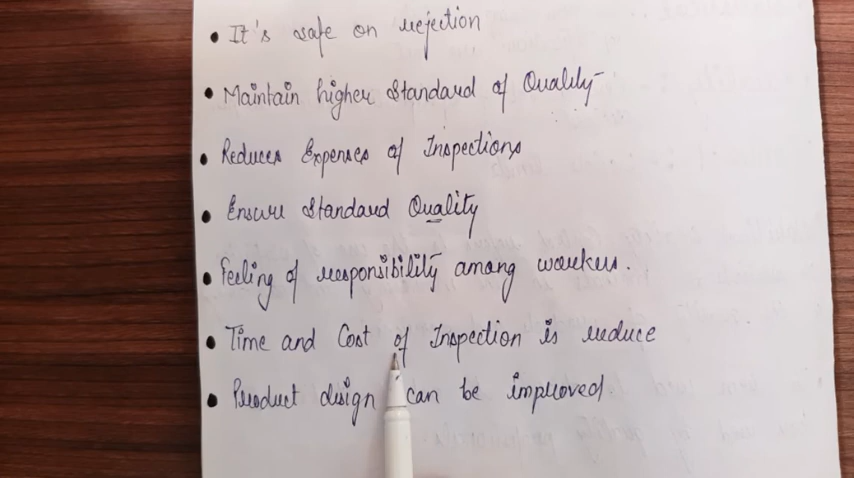 • It's safe on rejection
• Maintain higher Standard of Quality
• Reduces Expenses of Inspections
• Ensure Standard Quality
• Feeling of responsibility among workers.
• Time and Cost of Inspection is reduce
• Product disign can be improved.